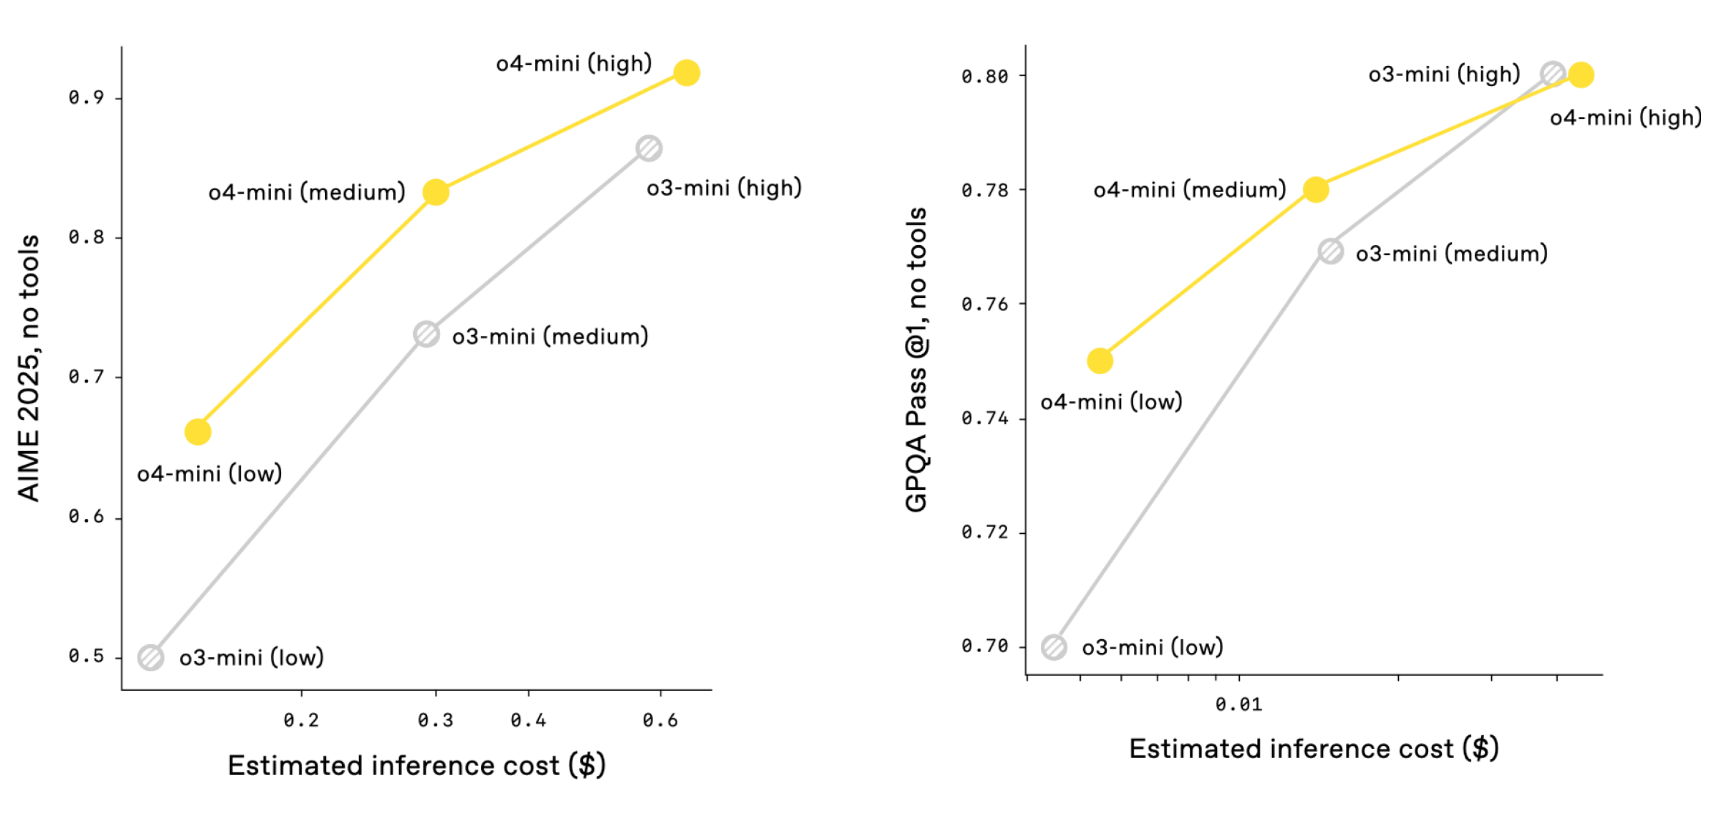 AIME 2025, no tools
0.9
0.8
0.7
0.6
0.5
o4-mini (high)
o4-mini (medium)
o3-mini (high)
o3-mini (medium)
o4-mini (low)
o3-mini (low)
0.2 0.3 0.4 0.6
Estimated inference cost ($)
GPQA Pass @1, no tools
0.80
0.78
0.76
0.74
0.72
0.70
o3-mini (high)
o4-mini (high)
o4-mini (medium)
o3-mini (medium)
o4-mini (low)
o3-mini (low)
0.01
Estimated inference cost ($)